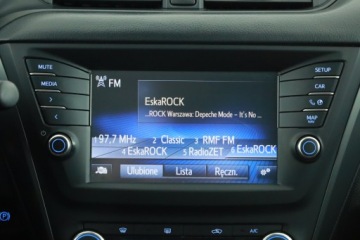 MUTE
MEDIA
FM
EskaROCK
...ROCK Warszawa: Depeche Mode - It's No ...
1 97,7 MHz 2 Classic 3 RMF FM
4 EskaROCK 5 RadioZET 6 EskaROCK
Ulubione Lista Ręczn.
SETUP
CAR
MAP
A/C